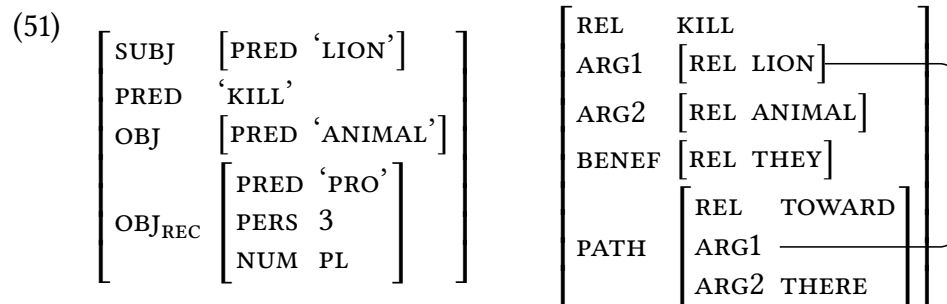 (51)
SUBJ [PRED ‘LION’]
PRED ‘KILL’
OBJ [PRED ‘ANIMAL’]
OBJ_REC [PRED ‘PRO’
PERS 3
NUM PL]
REL KILL
ARG1 [REL LION]
ARG2 [REL ANIMAL]
BENEF [REL THEY]
PATH [REL TOWARD
ARG1
ARG2 THERE]